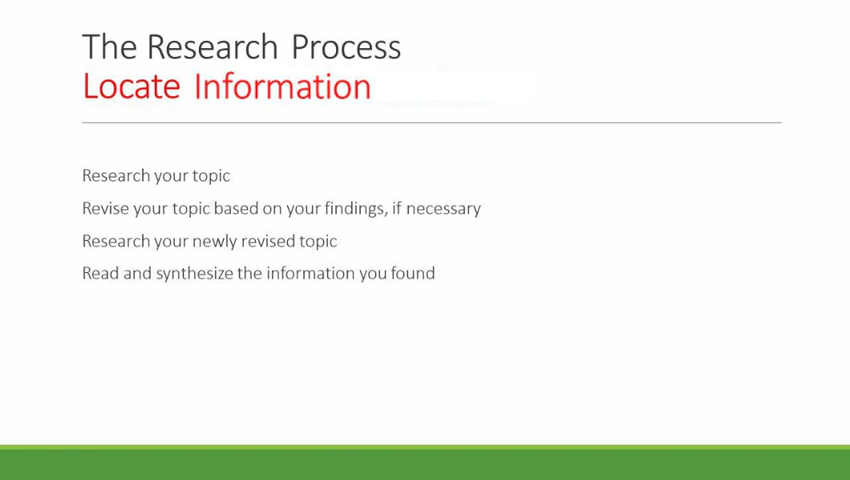 The Research Process
Locate Information
Research your topic
Revise your topic based on your findings, if necessary
Research your newly revised topic
Read and synthesize the information you found